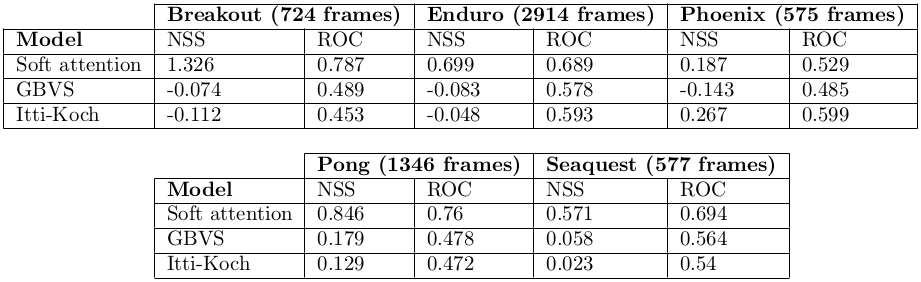 Breakout (724 frames) Enduro (2914 frames) Phoenix (575 frames)
Model NSS ROC NSS ROC NSS ROC
Soft attention 1.326 0.787 0.699 0.689 0.187 0.529
GBVS -0.074 0.489 -0.083 0.578 -0.143 0.485
Itti-Koch -0.112 0.453 -0.048 0.593 0.267 0.599
Pong (1346 frames) Seaquest (577 frames)
Model NSS ROC NSS ROC
Soft attention 0.846 0.76 0.571 0.694
GBVS 0.179 0.478 0.058 0.564
Itti-Koch 0.129 0.472 0.023 0.54